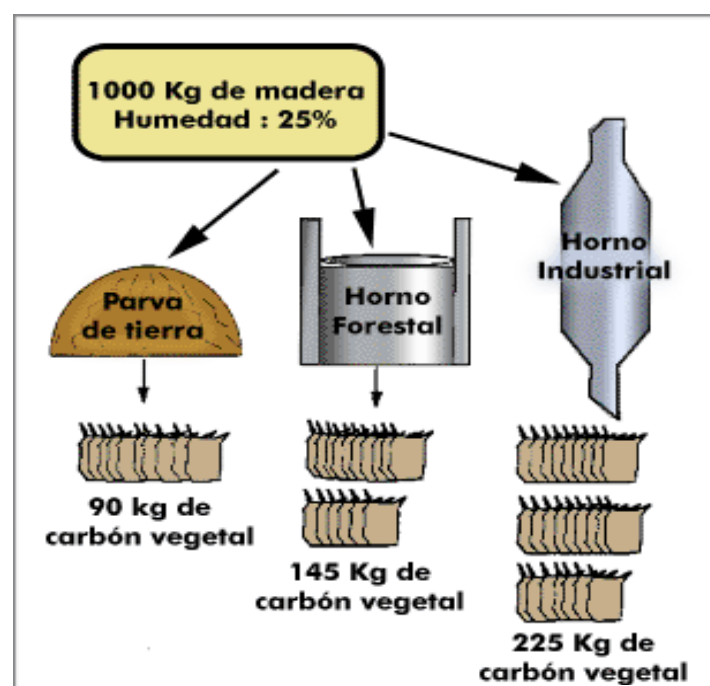 1000 Kg de madera
Humedad : 25%
Parva
de tierra
Horno
Forestal
Horno
Industrial
90 kg de
carbón vegetal
145 Kg de
carbón vegetal
225 Kg de
carbón vegetal